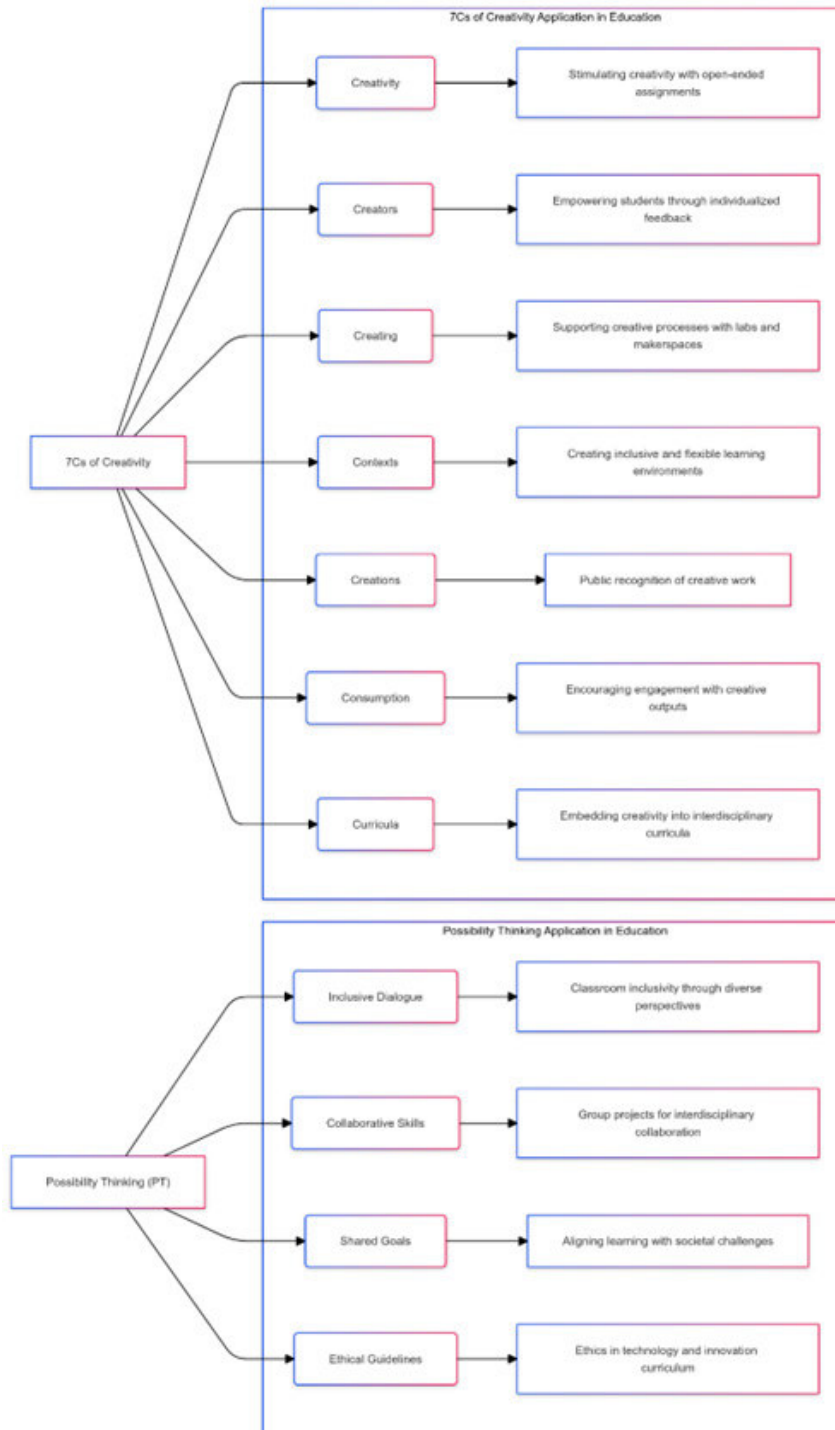 7Cs of Creativity Application in Education
Creativity
Stimulating creativity with open-ended
assignments
Creators
Empowering students through individualized
feedback
Creating
Supporting creative processes with labs and
makerspaces
7Cs of Creativity
Contexts
Creating inclusive and flexible learning
environments
Creations
Public recognition of creative work
Consumption
Encouraging engagement with creative
outputs
Curricula
Embedding creativity into interdisciplinary
curricula
Possibility Thinking Application in Education
Inclusive Dialogue
Classroom inclusivity through diverse
perspectives
Collaborative Skills
Group projects for interdisciplinary
collaboration
Possibility Thinking (PT)
Shared Goals
Aligning learning with societal challenges
Ethical Guidelines
Ethics in technology and innovation
curriculum